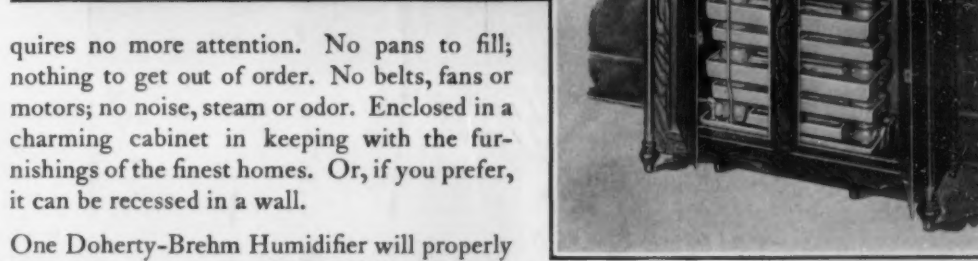 quires no more attention. No pans to fill;
nothing to get out of order. No belts, fans or
motors; no noise, steam or odor. Enclosed in a
charming cabinet in keeping with the fur-
nishings of the finest homes. Or, if you prefer,
it can be recessed in a wall.
One Doherty-Brehm Humidifier will properly